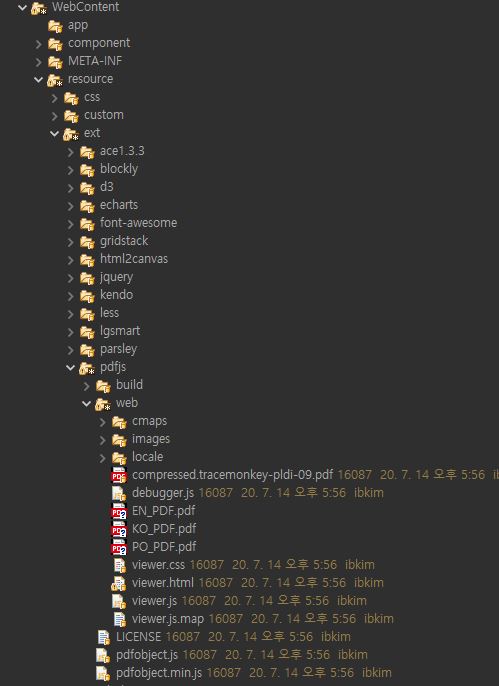 WebContent
app
component
META-INF
resource
css
custom
ext
ace1.3.3
blockly
d3
echarts
font-awesome
gridstack
html2canvas
jquery
kendo
less
lgsmart
parsley
pdfjs
build
web
cmaps
images
locale
compressed.tracemonkey-pldi-09.pdf 16087 20. 7. 14 오후 5:56 ib
debugger.js 16087 20. 7. 14 오후 5:56 ibkim
EN_PDF.pdf
KO_PDF.pdf
PO_PDF.pdf
viewer.css 16087 20. 7. 14 오후 5:56 ibkim
viewer.html 16087 20. 7. 14 오후 5:56 ibkim
viewer.js 16087 20. 7. 14 오후 5:56 ibkim
viewer.js.map 16087 20. 7. 14 오후 5:56 ibkim
LICENSE 16087 20. 7. 14 오후 5:56 ibkim
pdfobject.js 16087 20. 7. 14 오후 5:56 ibkim
pdfobject.min.js 16087 20. 7. 14 오후 5:56 ibkim